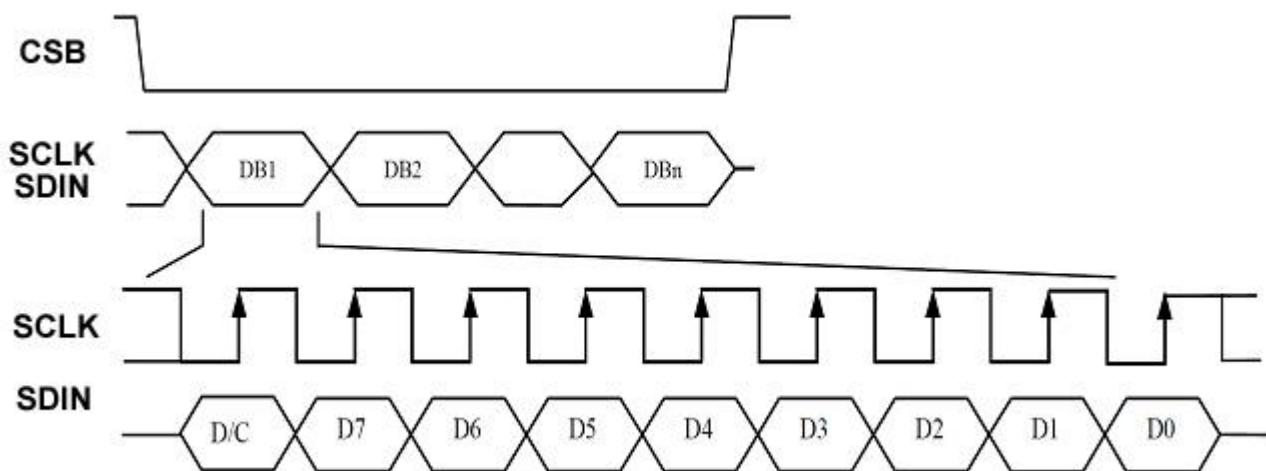 CSB
SCLK
SDIN
DB1 DB2 DBn
SCLK
SDIN
D/C D7 D6 D5 D4 D3 D2 D1 D0